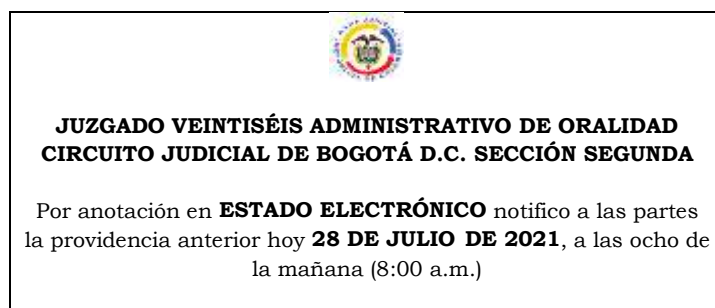 JUZGADO VEINTISÉIS ADMINISTRATIVO DE ORALIDAD
CIRCUITO JUDICIAL DE BOGOTÁ D.C. SECCIÓN SEGUNDA
Por anotación en ESTADO ELECTRÓNICO notifico a las partes
la providencia anterior hoy 28 DE JULIO DE 2021, a las ocho de
la mañana (8:00 a.m.)